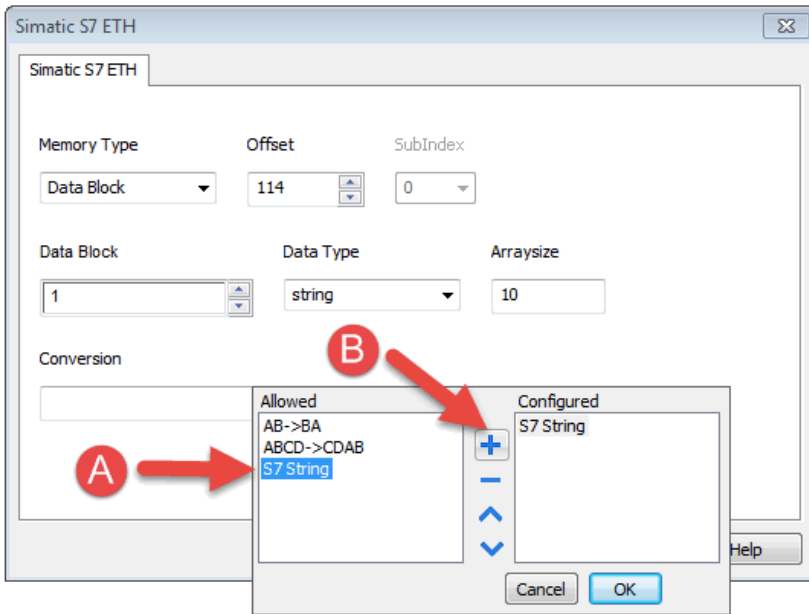 Simatic S7 ETH
Simatic S7 ETH
Memory Type Offset SubIndex
Data Block 114 0
Data Block Data Type Arraysize
1 string 10
Conversion
B
Allowed Configured
AB->BA S7 String
ABCD->CDAB
A S7 String
Help
Cancel OK